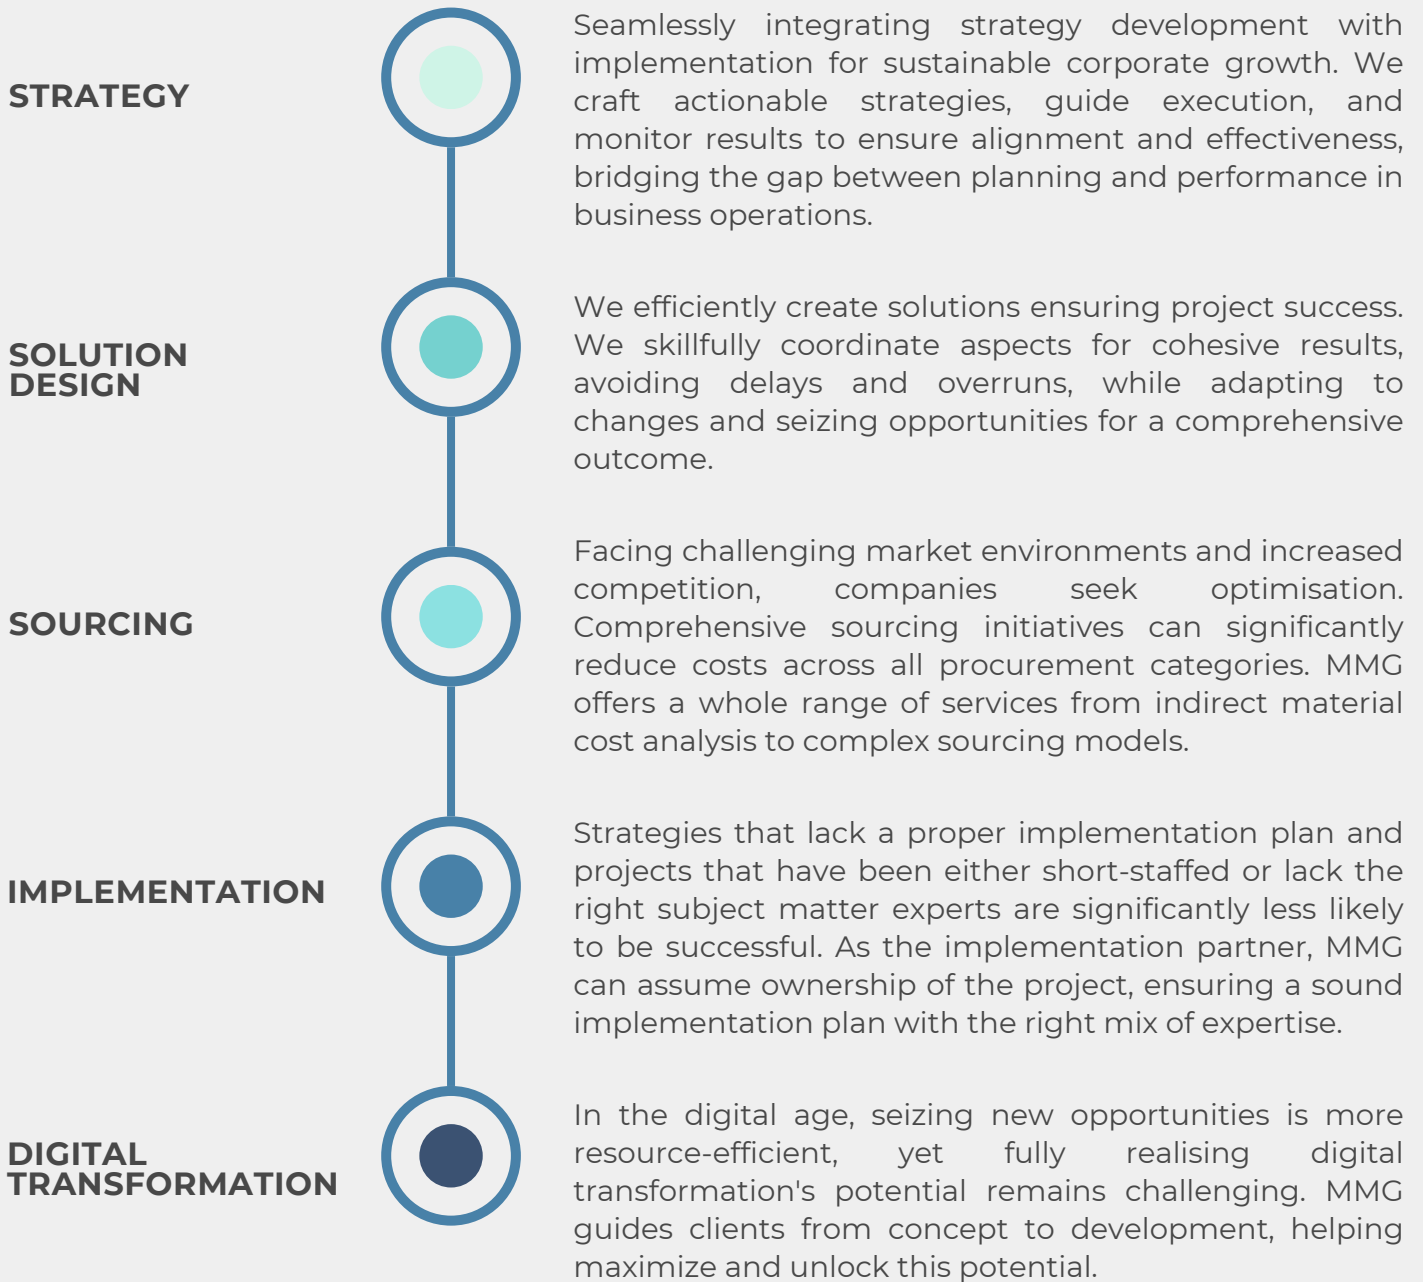 STRATEGY
Seamlessly integrating strategy development with
implementation for sustainable corporate growth. We
craft actionable strategies, guide execution, and
monitor results to ensure alignment and effectiveness,
bridging the gap between planning and performance in
business operations.
SOLUTION
DESIGN
We efficiently create solutions ensuring project success.
We skillfully coordinate aspects for cohesive results,
avoiding delays and overruns, while adapting to
changes and seizing opportunities for a comprehensive
outcome.
SOURCING
Facing challenging market environments and increased
competition, companies seek optimisation.
Comprehensive sourcing initiatives can significantly
reduce costs across all procurement categories. MMG
offers a whole range of services from indirect material
cost analysis to complex sourcing models.
IMPLEMENTATION
Strategies that lack a proper implementation plan and
projects that have been either short-staffed or lack the
right subject matter experts are significantly less likely
to be successful. As the implementation partner, MMG
can assume ownership of the project, ensuring a sound
implementation plan with the right mix of expertise.
DIGITAL
TRANSFORMATION
In the digital age, seizing new opportunities is more
resource-efficient, yet fully realising digital
transformation's potential remains challenging. MMG
guides clients from concept to development, helping
maximize and unlock this potential.